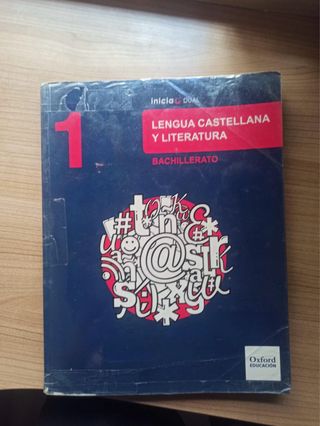 inicia DUAL
1
LENGUA CASTELLANA
Y LITERATURA
BACHILLERATO
Oxford
EDUCACIÓN